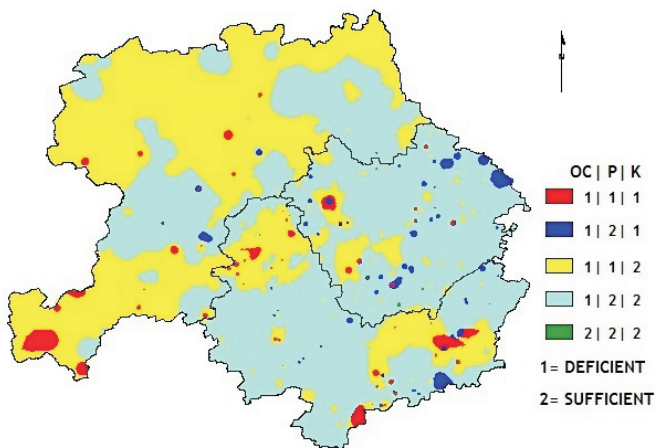 OC | P | K
1 | 1 | 1
1 | 2 | 1
1 | 1 | 2
1 | 2 | 2
2 | 2 | 2
1= DEFICIENT
2= SUFFICIENT